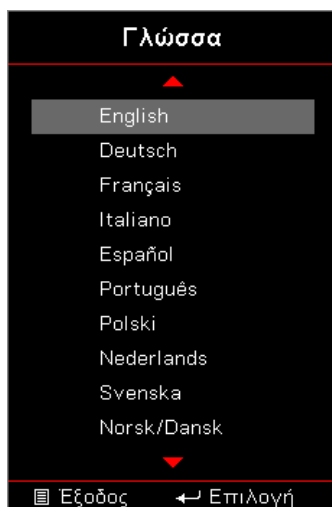 Γλώσσα
English
Deutsch
Français
Italiano
Español
Português
Polski
Nederlands
Svenska
Norsk/Dansk
Έξοδος Επιλογή